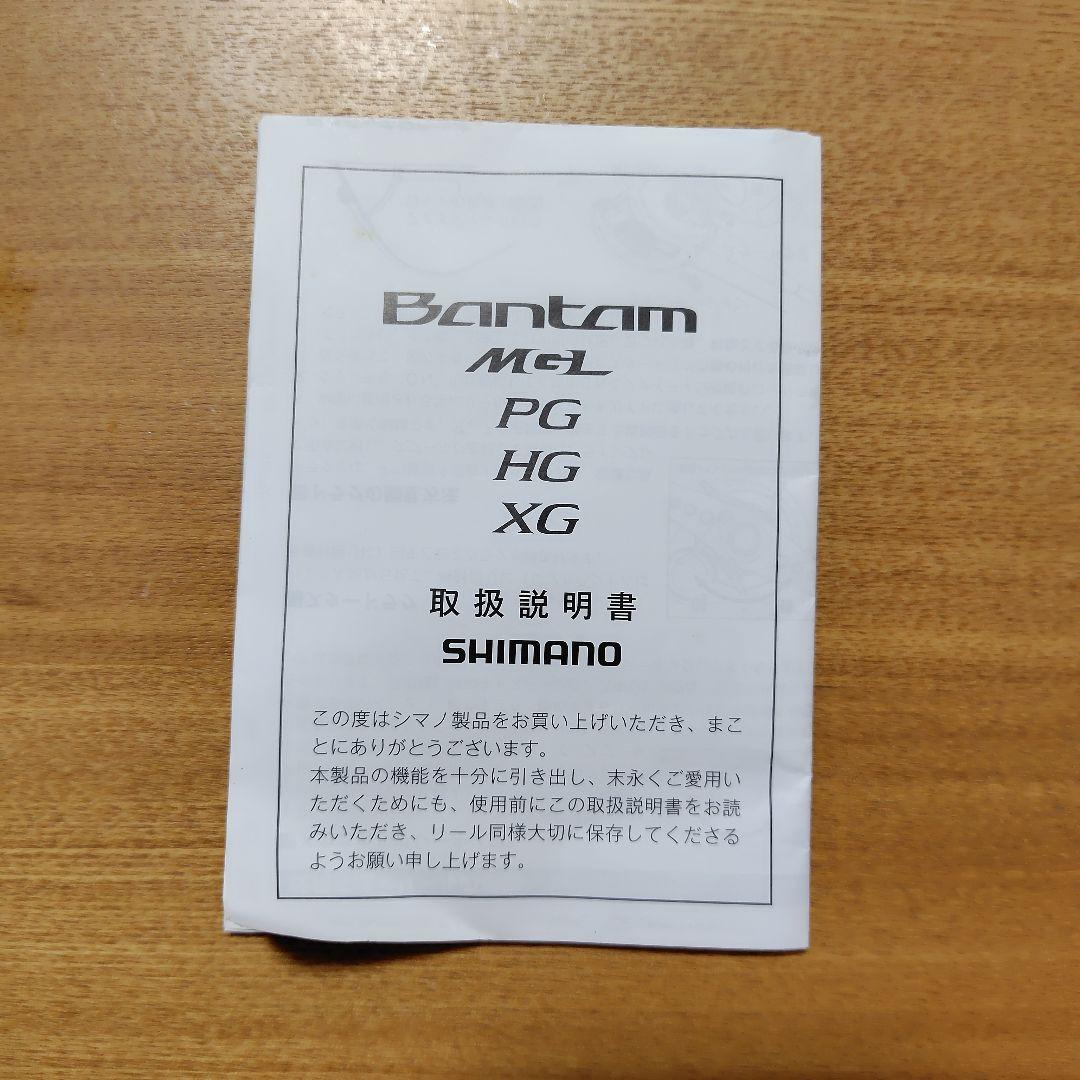 Bantam
MGL
PG
HG
XG
取扱説明書
SHIMANO
この度はシマノ製品をお買い上げいただき、まこ
とにありがとうございます。
本製品の機能を十分に引き出し、末永くご愛用い
ただくためにも、使用前にこの取扱説明書をお読
みいただき、リール同様大切に保存してくださる
ようお願い申し上げます。